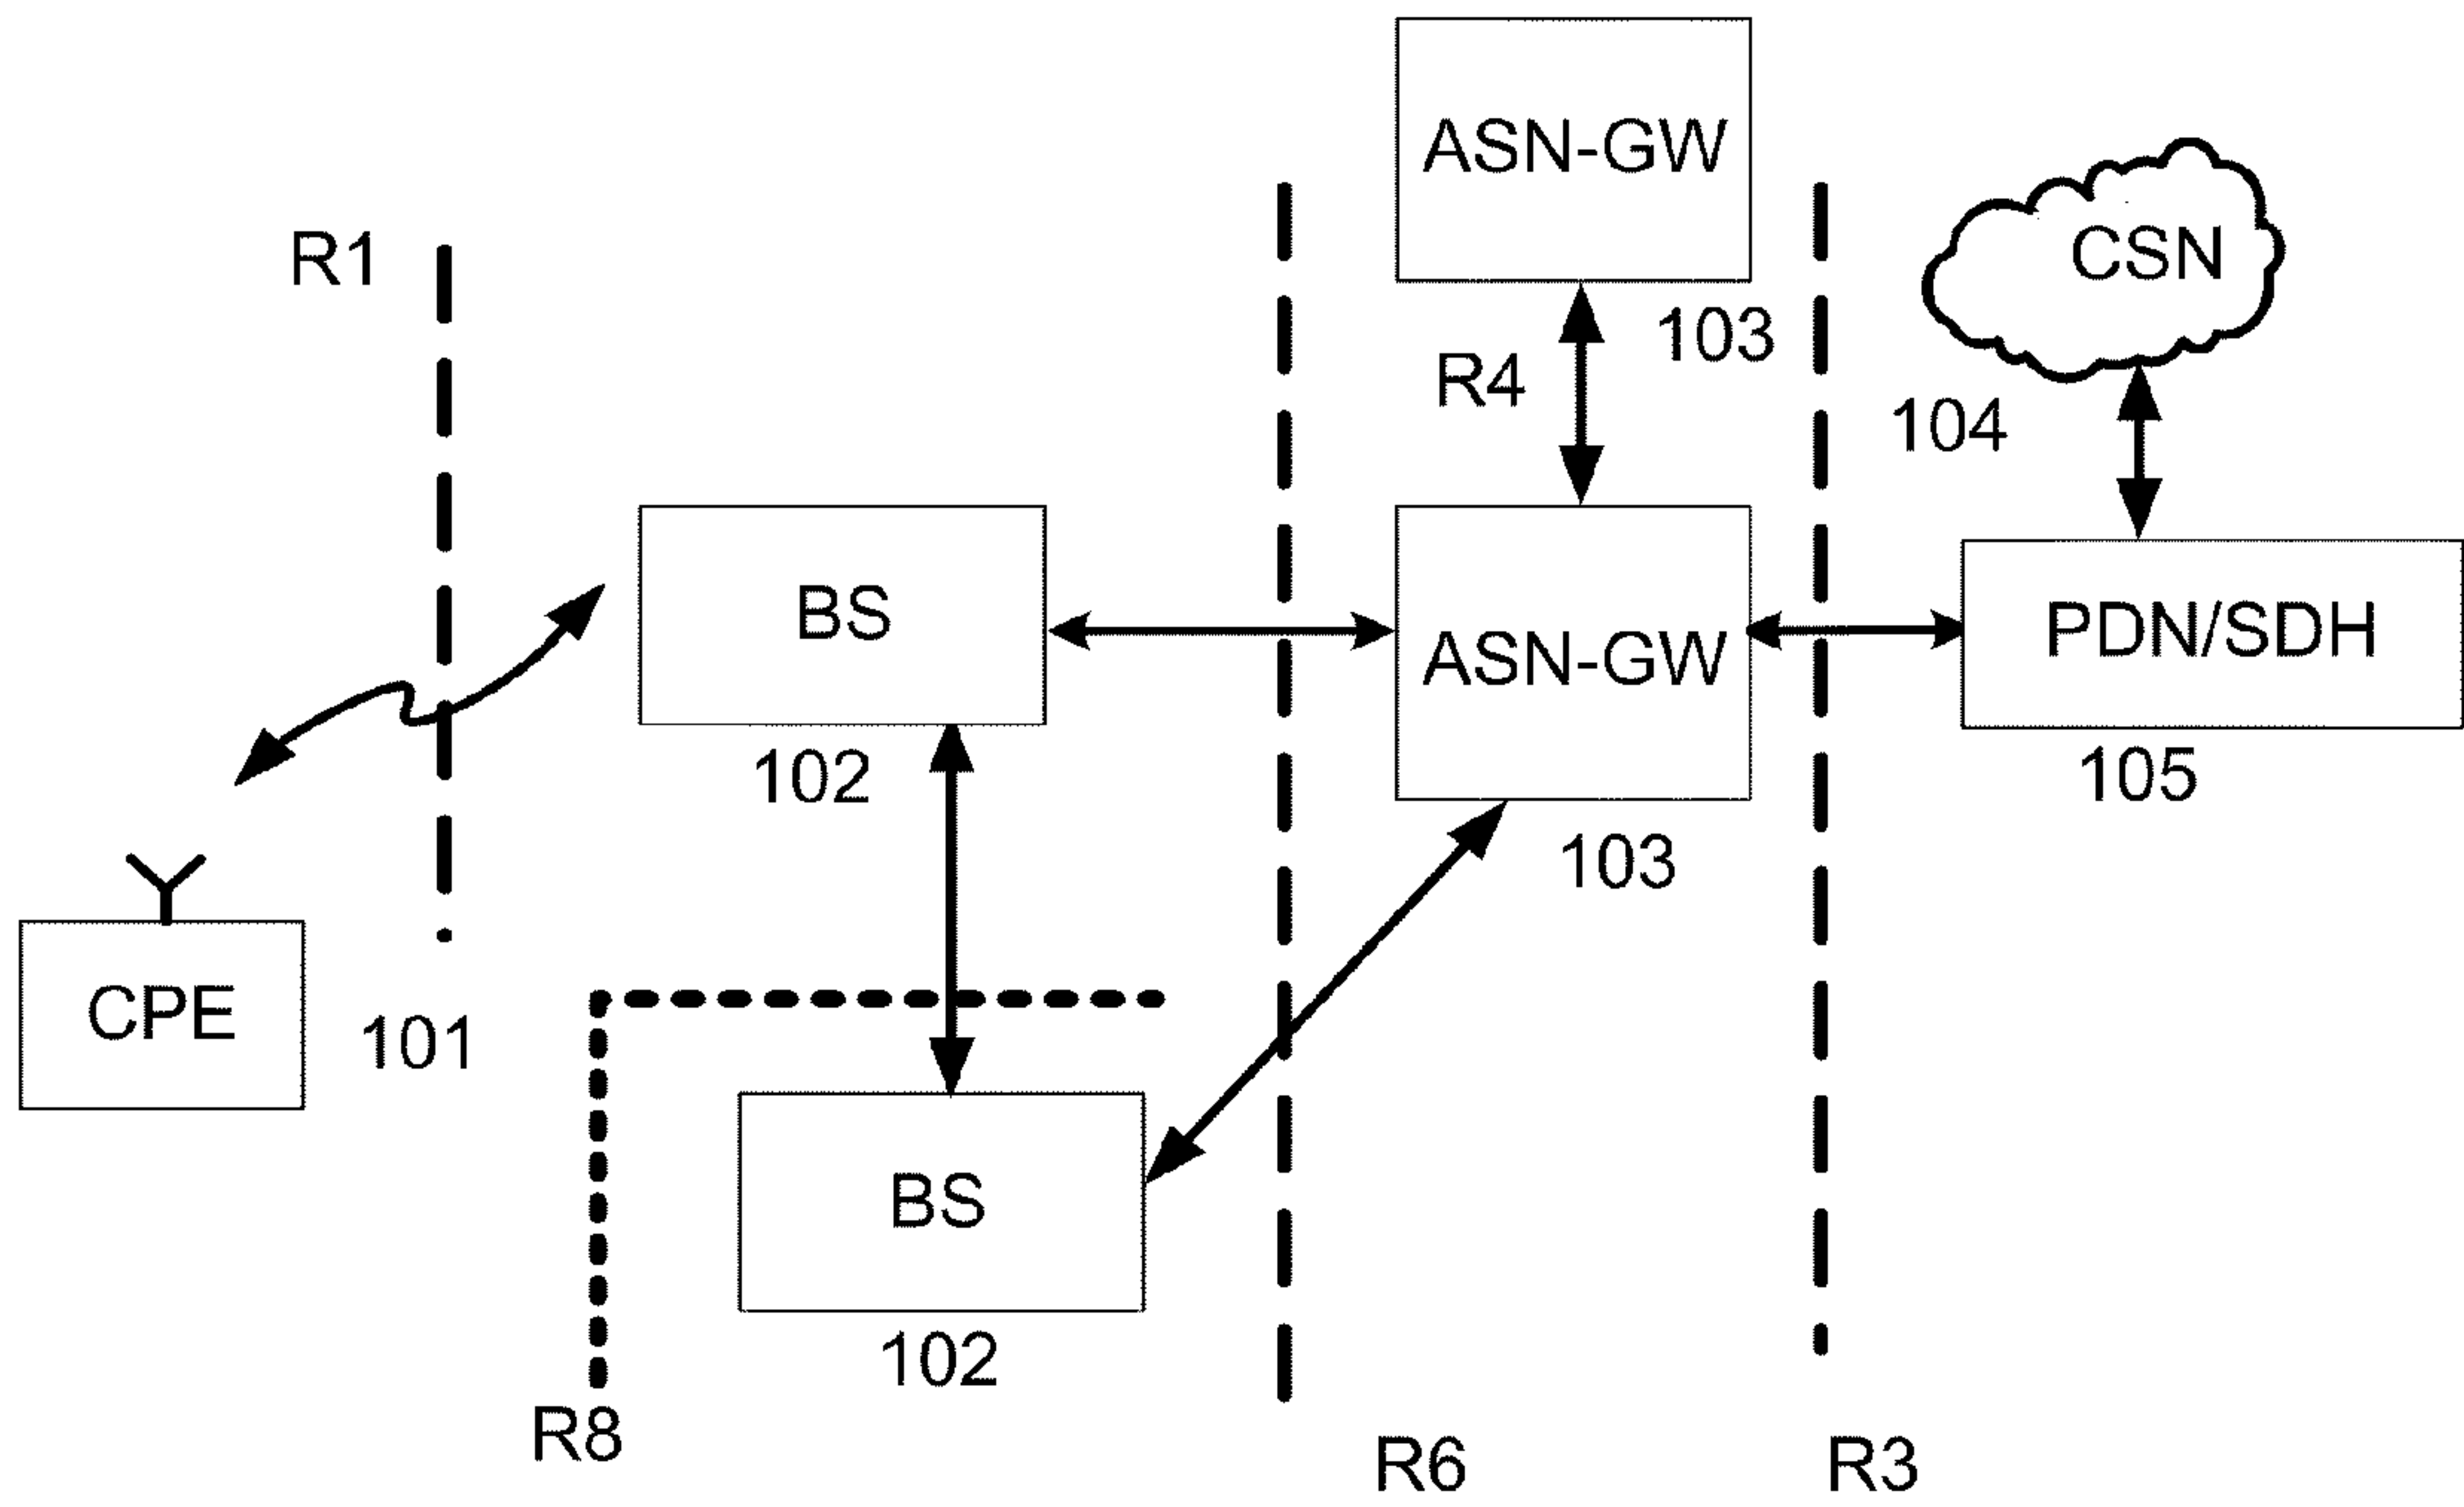 ASN-GW
R1
CSN
103
R4
104
BS
ASN-GW
PDN/SDH
102
105
103
CPE
101
BS
102
R8
R6
R3